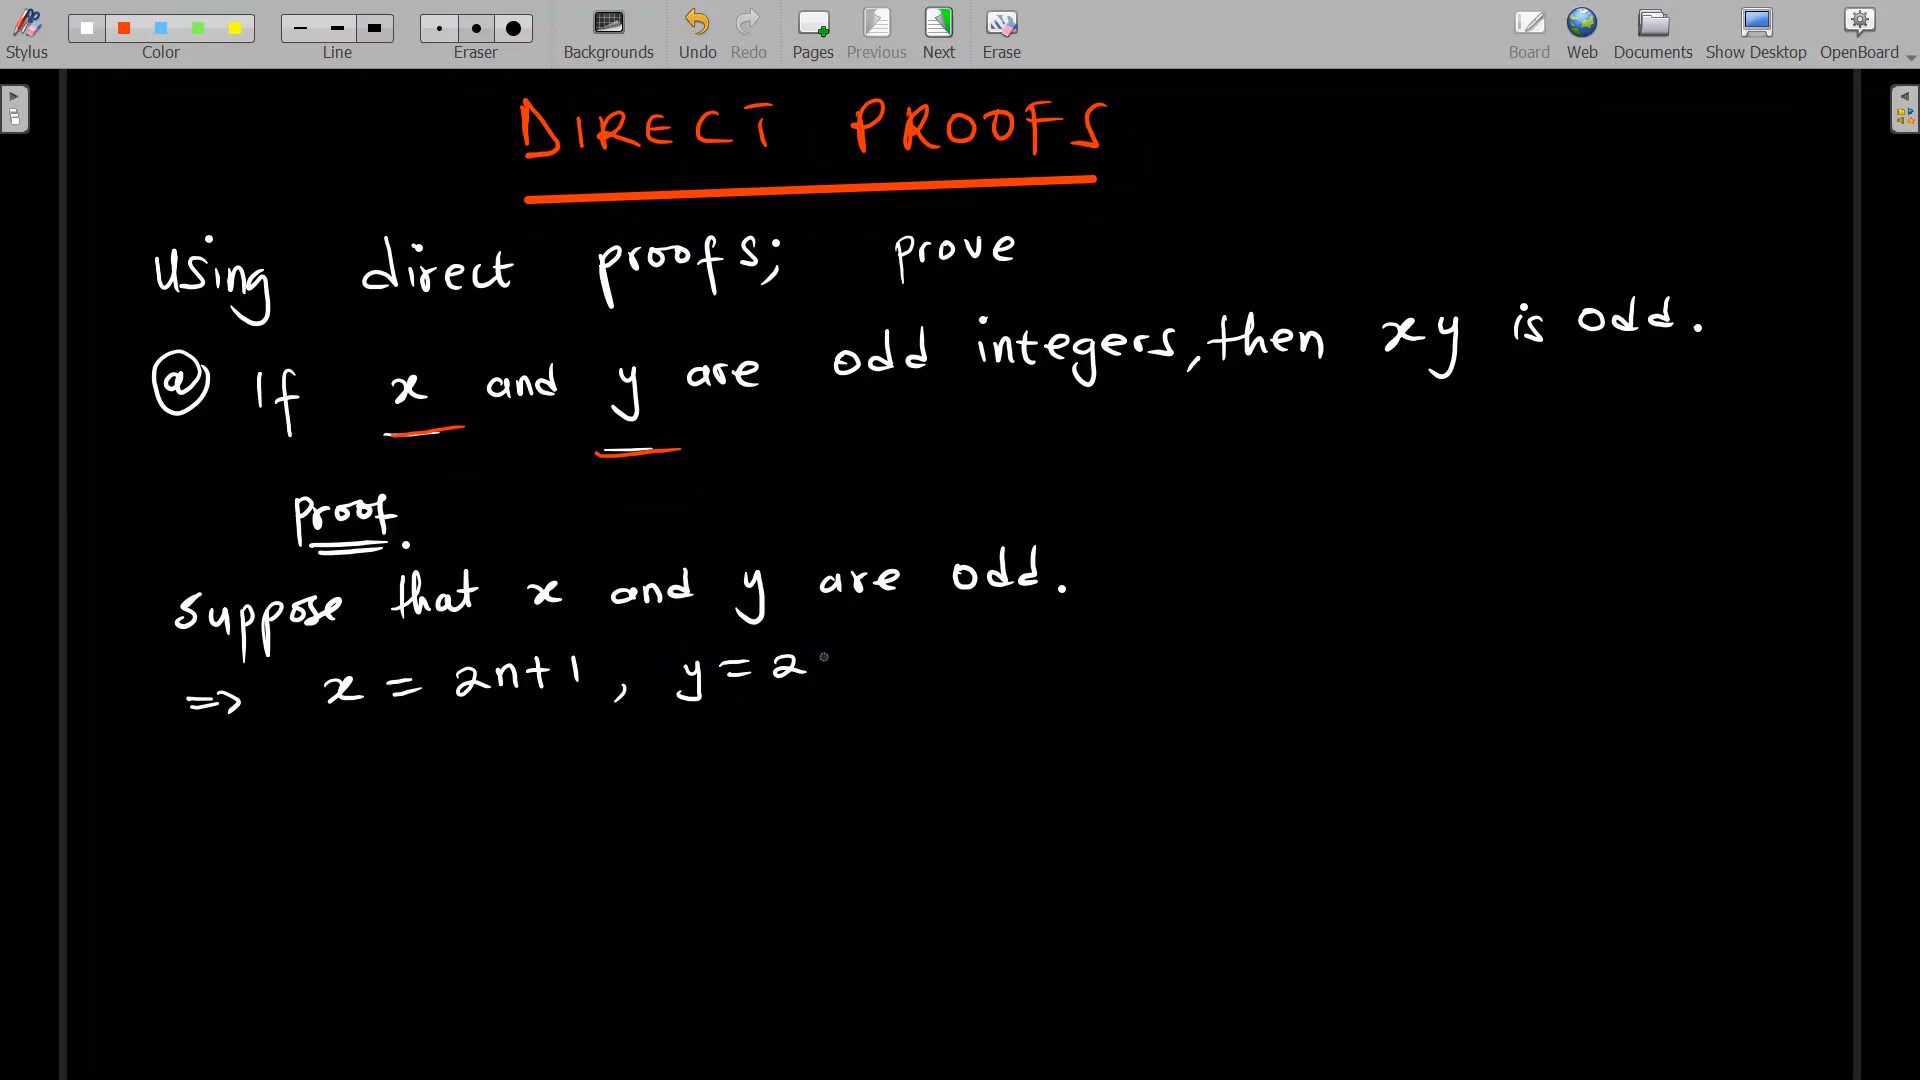 Stylus Color Line Eraser Backgrounds Undo Redo Pages Previous Next Erase Board Web Documents Show Desktop OpenBoard
DIRECT PROOFS
Using direct proofs; prove
(a) If x and y are odd integers, then xy is odd.
proof.
Suppose that x and y are odd.
=> x = 2n+1, y = 2